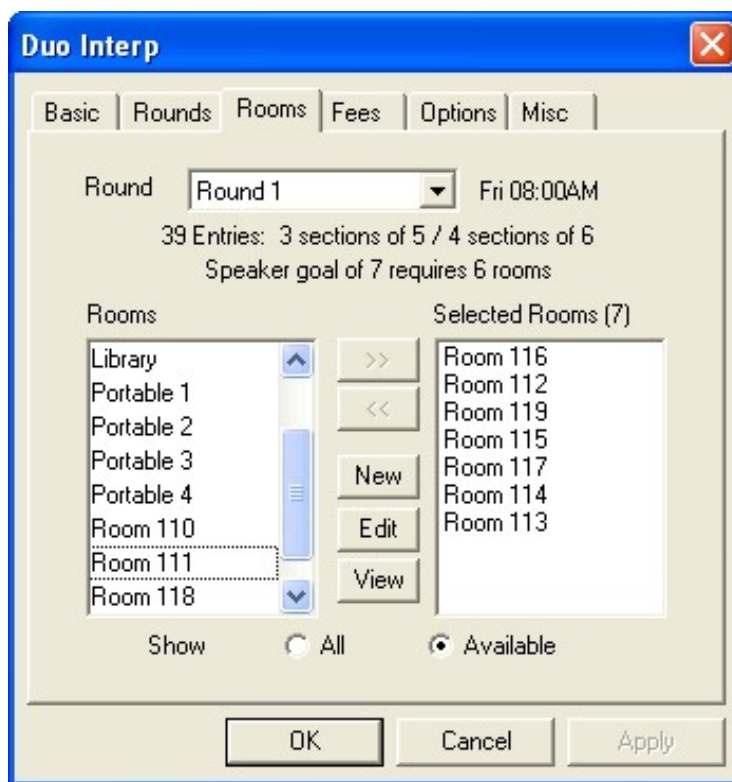 Duo Interp
Basic Rounds Rooms Fees Options Misc
Round Round 1 Fri 08:00AM
39 Entries: 3 sections of 5 / 4 sections of 6
Speaker goal of 7 requires 6 rooms
Rooms
Library
Portable 1
Portable 2
Portable 3
Portable 4
Room 110
Room 111
Room 118
>>
<<
New
Edit
View
Selected Rooms (7)
Room 116
Room 112
Room 119
Room 115
Room 117
Room 114
Room 113
Show All Available
OK Cancel Apply